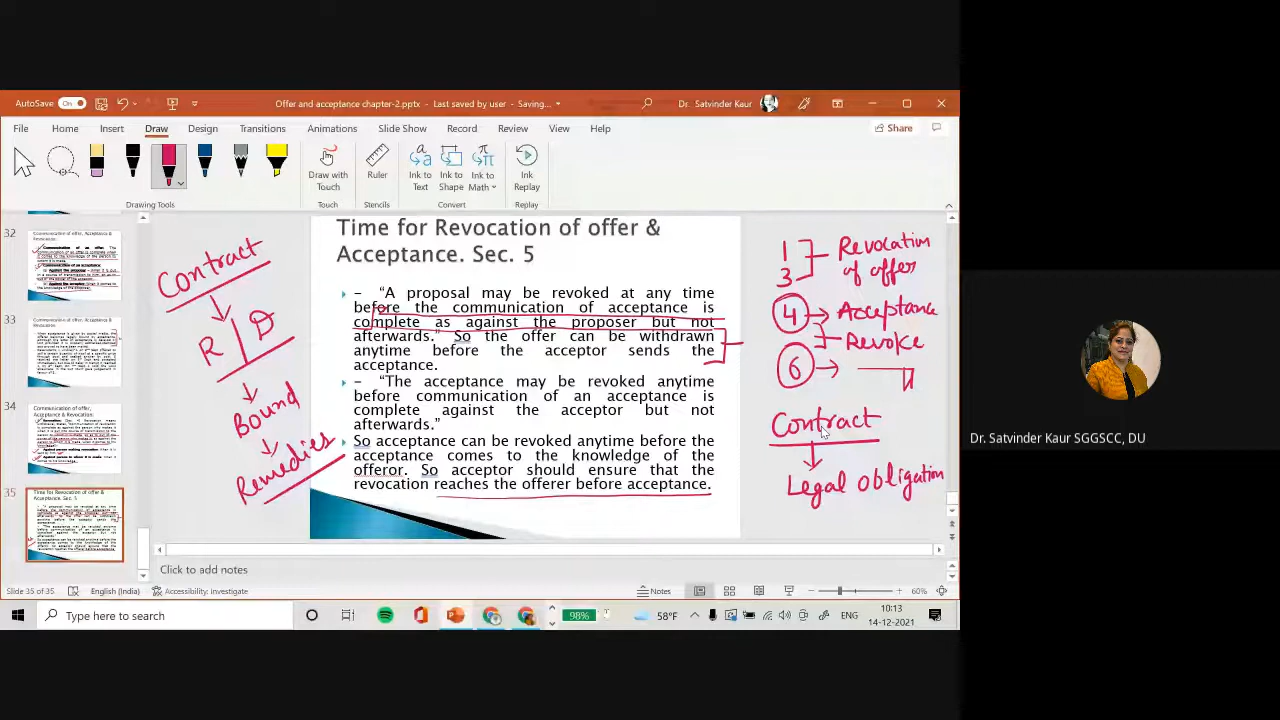 AutoSave On
Offer and acceptance chapter-2.pptx - Last saved by user - Saving...
Dr. Satvinder Kaur
File Home Insert Draw Design Transitions Animations Slide Show Record Review View Help
Share
Draw with Touch
Ruler
Ink to Text
Ink to Shape
Ink to Math
Ink Replay
Drawing Tools
Touch
Stencils
Convert
Replay
32
33
34
35
Contract
R/D
Bound
Remedies
Time for Revocation of offer &
Acceptance. Sec. 5
– “A proposal may be revoked at any time
before the communication of acceptance is
complete as against the proposer but not
afterwards.” So the offer can be withdrawn
anytime before the acceptor sends the
acceptance.
– “The acceptance may be revoked anytime
before communication of an acceptance is
complete against the acceptor but not
afterwards.”
So acceptance can be revoked anytime before the
acceptance comes to the knowledge of the
offeror. So acceptor should ensure that the
revocation reaches the offerer before acceptance.
1
3
Revocation
of offer
4 Acceptance
Revoke
6
Contract
Legal obligation
Dr. Satvinder Kaur SGGSCC, DU
Click to add notes
Slide 35 of 35 English (India) Accessibility: Investigate Notes 60%
Type here to search
98%
58°F
ENG
10:13
14-12-2021